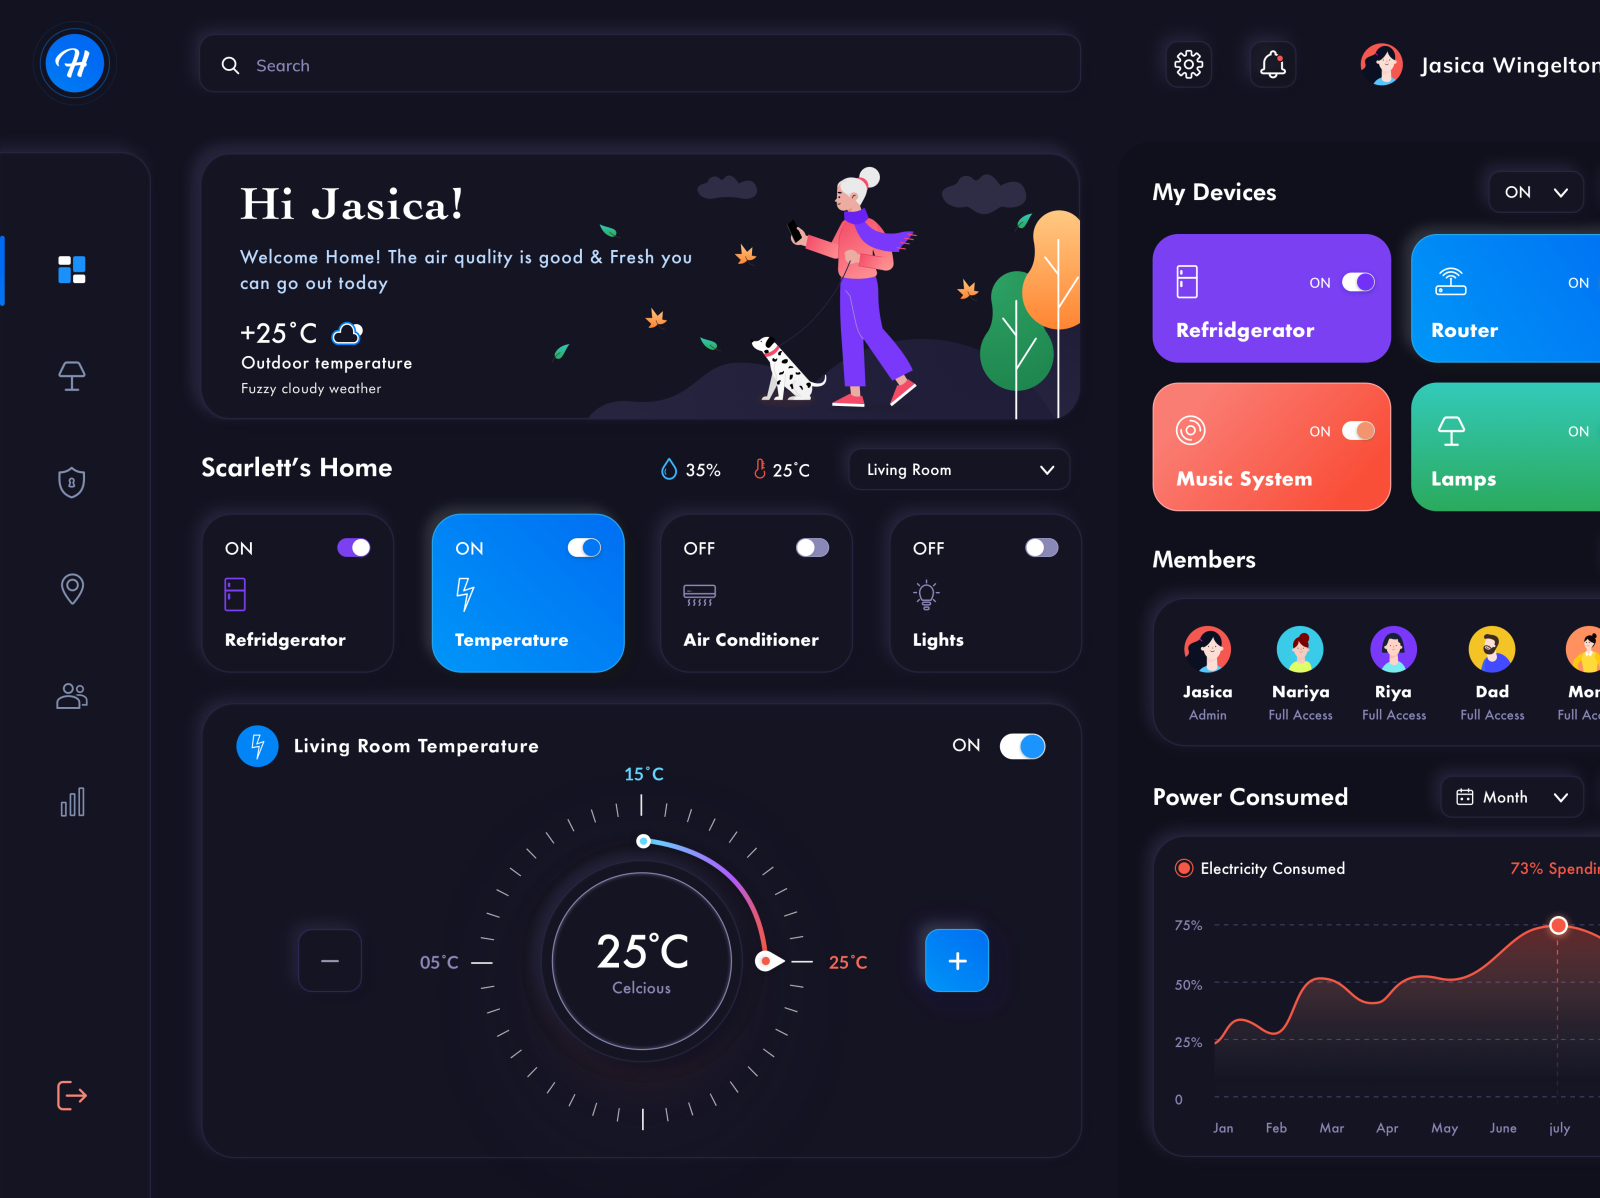 H
Search
Jasica Wingelton
Hi Jasica!
Welcome Home! The air quality is good & Fresh you
can go out today
+25°C
Outdoor temperature
Fuzzy cloudy weather
Scarlett's Home
35%
25°C
Living Room
ON
Refridgerator
ON
Temperature
OFF
Air Conditioner
OFF
Lights
Living Room Temperature
ON
15°C
05°C
25°C
Celcious
25°C
My Devices
ON
ON
Refridgerator
ON
Router
ON
Music System
ON
Lamps
Members
Jasica
Admin
Nariya
Full Access
Riya
Full Access
Dad
Full Access
Full
Power Consumed
Month
Electricity Consumed
73%
75%
50%
25%
0
Jan Feb Mar Apr May June july